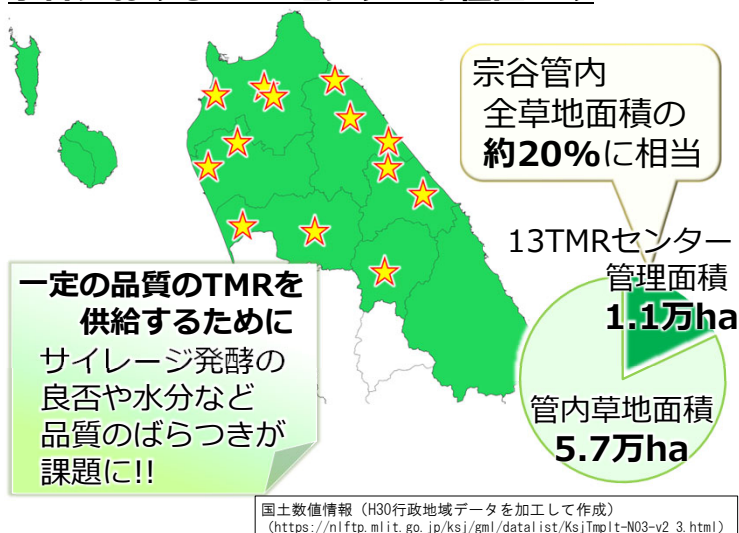 宗谷管内
全草地面積の
約20%に相当
13TMRセンター
管理面積
1.1万ha
管内草地面積
5.7万ha
一定の品質のTMRを
供給するために
サイレージ発酵の
良否や水分など
品質のばらつきが
課題に!!
国土数値情報（H30行政地域データを加工して作成）
(https://nlftp.mlit.go.jp/ksj/gml/datalist/KsjTmplt-N03-v2_3.html)